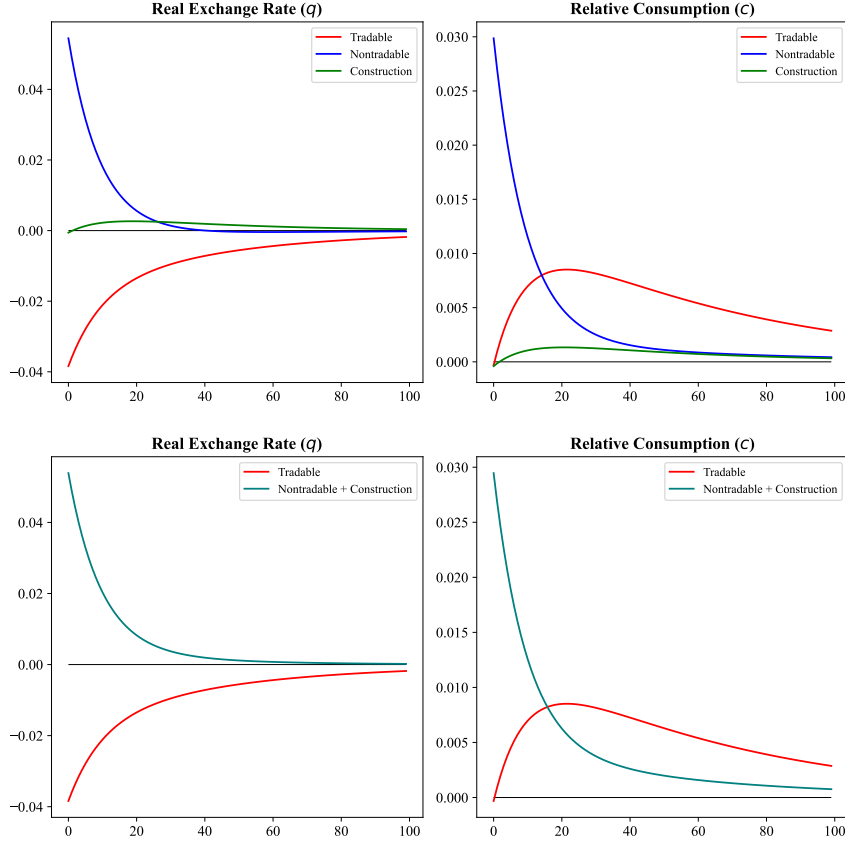 Real Exchange Rate (q)
Tradable
Nontradable
Construction
0.04
0.02
0.00
−0.02
−0.04
0 20 40 60 80 100
Relative Consumption (c)
Tradable
Nontradable
Construction
0.030
0.025
0.020
0.015
0.010
0.005
0.000
0 20 40 60 80 100
Real Exchange Rate (q)
Tradable
Nontradable + Construction
0.04
0.02
0.00
−0.02
−0.04
0 20 40 60 80 100
Relative Consumption (c)
Tradable
Nontradable + Construction
0.030
0.025
0.020
0.015
0.010
0.005
0.000
0 20 40 60 80 100